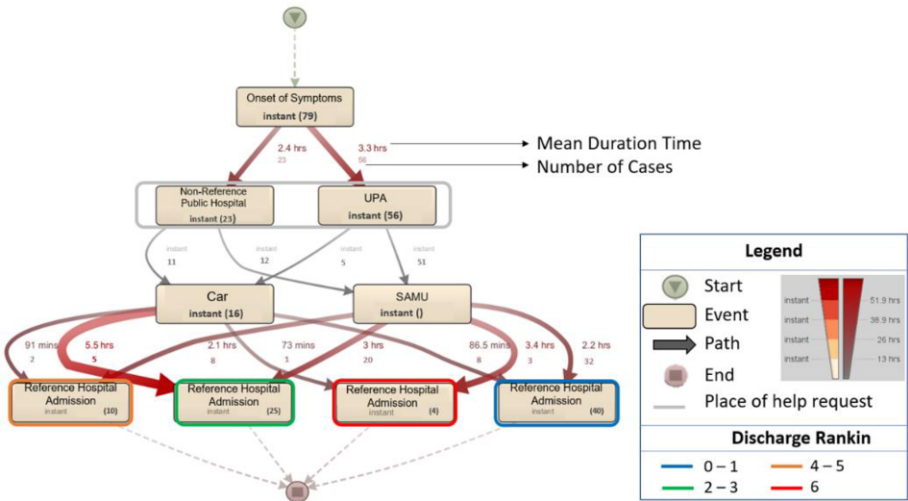 Onset of Symptoms
instant (79)
2.4 hrs
23
3.3 hrs
56
Mean Duration Time
Number of Cases
Non-Reference
Public Hospital
instant (23)
UPA
instant (56)
instant
11
instant
12
instant
5
instant
51
Car
instant (16)
SAMU
instant ()
91 mins
2
5.5 hrs
5
2.1 hrs
8
73 mins
1
3 hrs
20
86.5 mins
8
3.4 hrs
3
2.2 hrs
32
Reference Hospital
Admission
instant (10)
Reference Hospital
Admission
instant (25)
Reference Hospital
Admission
instant (4)
Reference Hospital
Admission
instant (40)
Legend
Start
Event
Path
End
Place of help request
instant 51.9 hrs
instant 38.9 hrs
instant 26 hrs
instant 13 hrs
Discharge Rankin
0 – 1
4 – 5
2 – 3
6